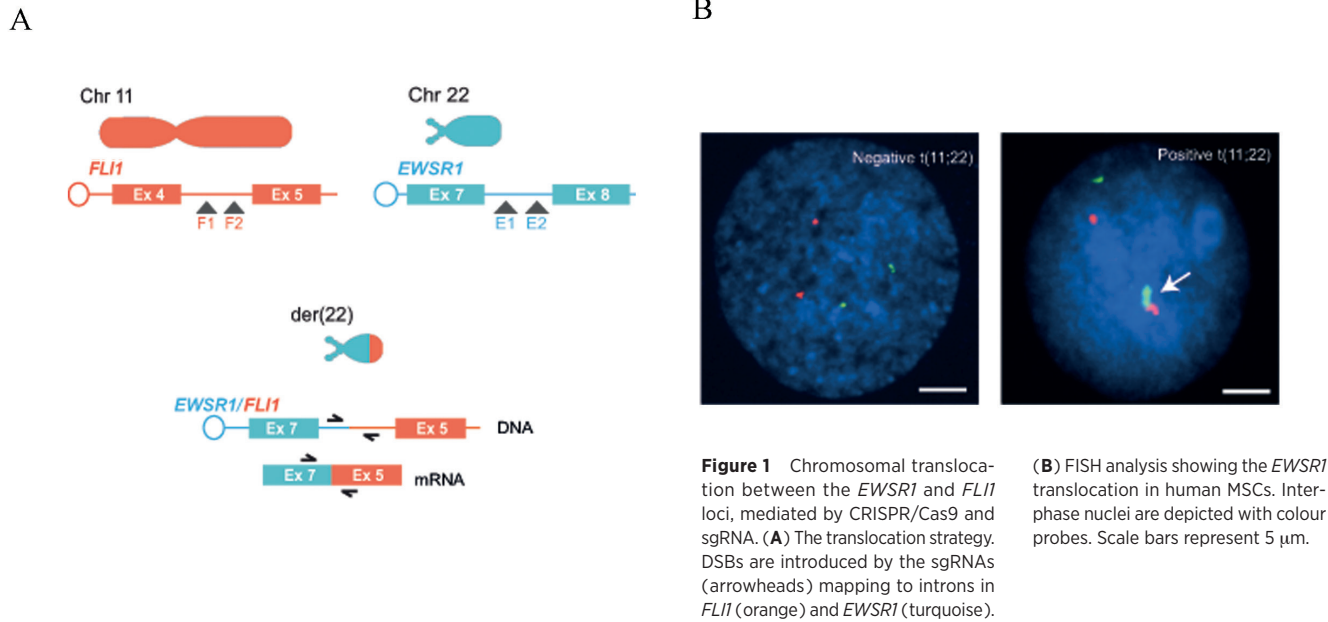 A
Chr 11
Chr 22
FLI1
EWSR1
Ex 4
Ex 5
Ex 7
Ex 8
F1
F2
E1
E2
der(22)
EWSR1/FLI1
Ex 7
Ex 5
DNA
Ex 7
Ex 5
mRNA
B
Negative t(11;22)
Positive t(11;22)
Figure 1 Chromosomal transloca-
tion between the EWSR1 and FLI1
loci, mediated by CRISPR/Cas9 and
sgRNA. (A) The translocation strategy.
DSBs are introduced by the sgRNAs
(arrowheads) mapping to introns in
FLI1 (orange) and EWSR1 (turquoise).
(B) FISH analysis showing the EWSR1
translocation in human MSCs. Inter-
phase nuclei are depicted with colour
probes. Scale bars represent 5 μm.